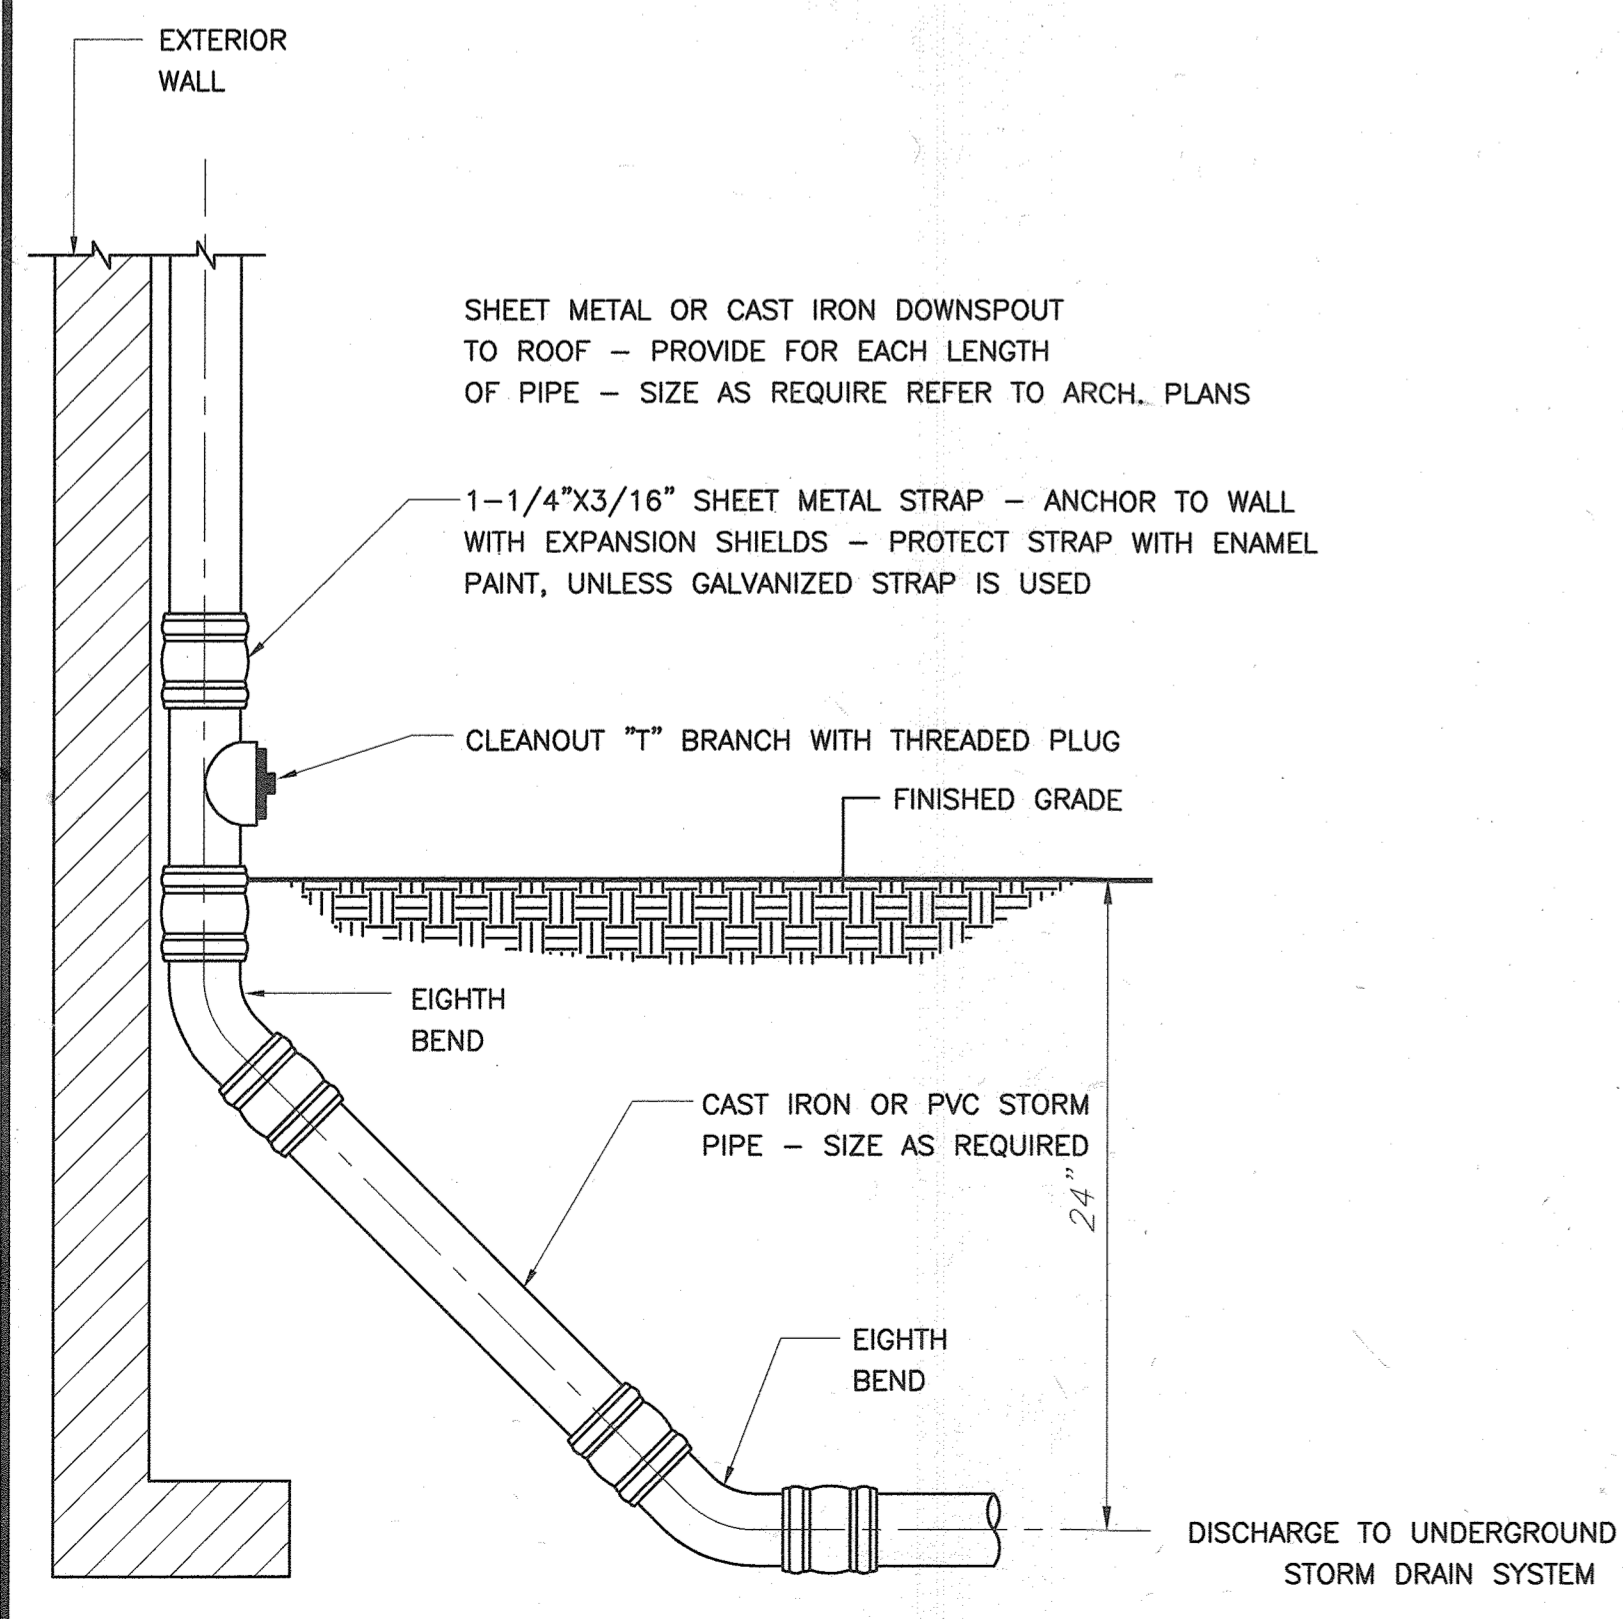 EXTERIOR
WALL
SHEET METAL OR CAST IRON DOWNSPOUT
TO ROOF – PROVIDE FOR EACH LENGTH
OF PIPE – SIZE AS REQUIRE REFER TO ARCH. PLANS
1-1/4"X3/16" SHEET METAL STRAP – ANCHOR TO WALL
WITH EXPANSION SHIELDS – PROTECT STRAP WITH ENAMEL
PAINT, UNLESS GALVANIZED STRAP IS USED
CLEANOUT "T" BRANCH WITH THREADED PLUG
FINISHED GRADE
EIGHTH
BEND
CAST IRON OR PVC STORM
PIPE – SIZE AS REQUIRED
24"
EIGHTH
BEND
DISCHARGE TO UNDERGROUND
STORM DRAIN SYSTEM